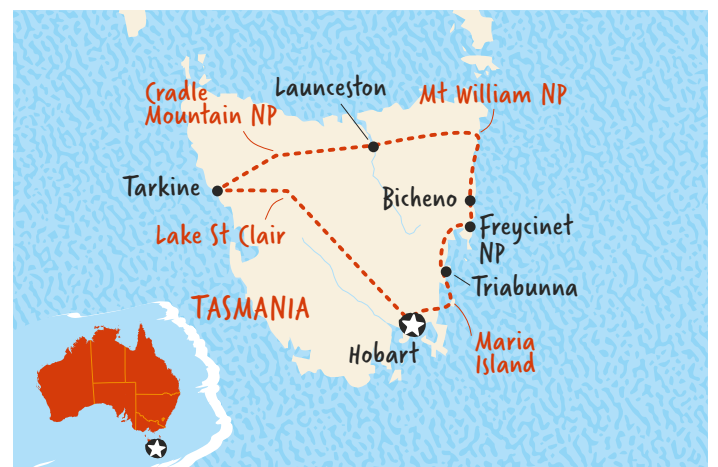 Cradle
Mountain NP
Launceston
Mt William NP
Tarkine
Bicheno
Lake St Clair
Freycinet
NP
Triabunna
TASMANIA
Hobart
Maria
Island